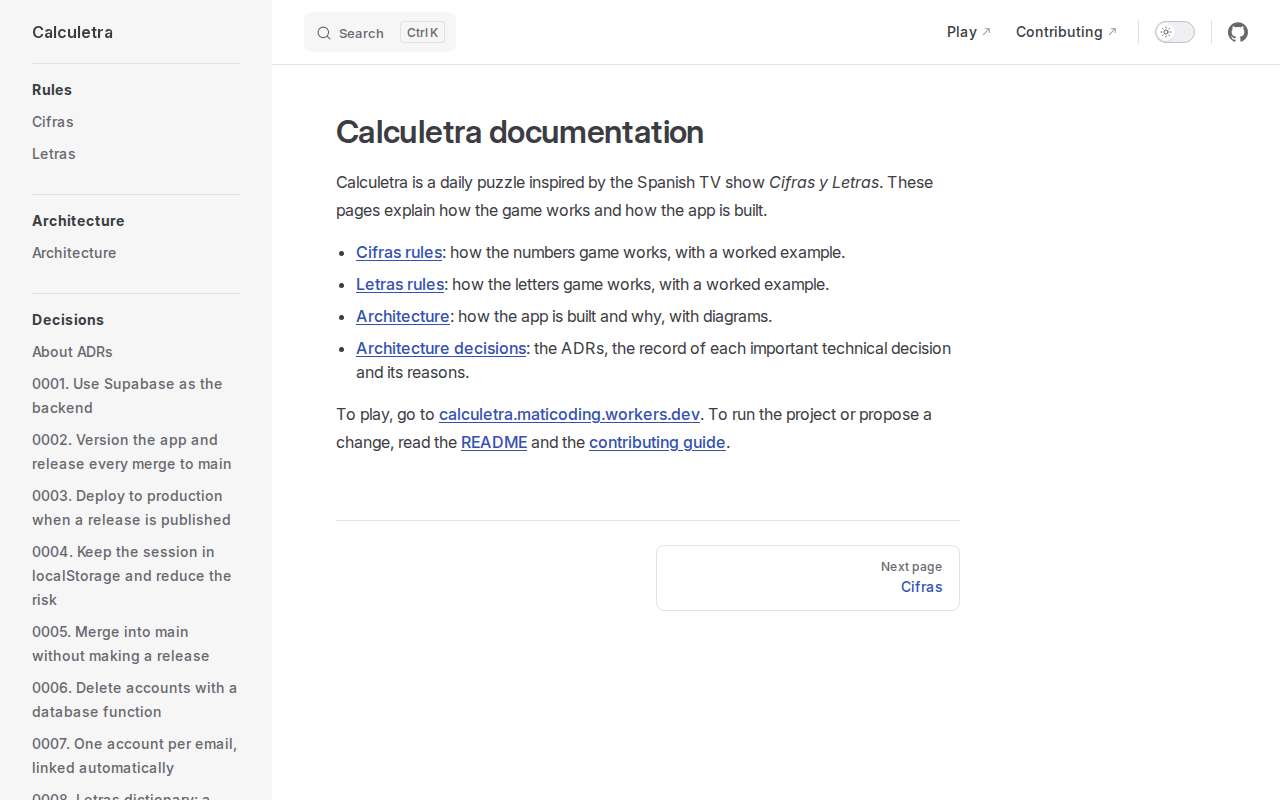 Calculetra
Search
Ctrl K
Play
Contributing
Rules
Cifras
Letras
Architecture
Architecture
Decisions
About ADRs
0001. Use Supabase as the
backend
0002. Version the app and
release every merge to main
0003. Deploy to production
when a release is published
0004. Keep the session in
localStorage and reduce the
risk
0005. Merge into main
without making a release
0006. Delete accounts with a
database function
0007. One account per email,
linked automatically
0008. Letras dictionary: a
Calculetra documentation
Calculetra is a daily puzzle inspired by the Spanish TV show Cifras y Letras. These
pages explain how the game works and how the app is built.
Cifras rules: how the numbers game works, with a worked example.
Letras rules: how the letters game works, with a worked example.
Architecture: how the app is built and why, with diagrams.
Architecture decisions: the ADRs, the record of each important technical decision
and its reasons.
To play, go to calculetra.maticoding.workers.dev. To run the project or propose a
change, read the README and the contributing guide.
Next page
Cifras